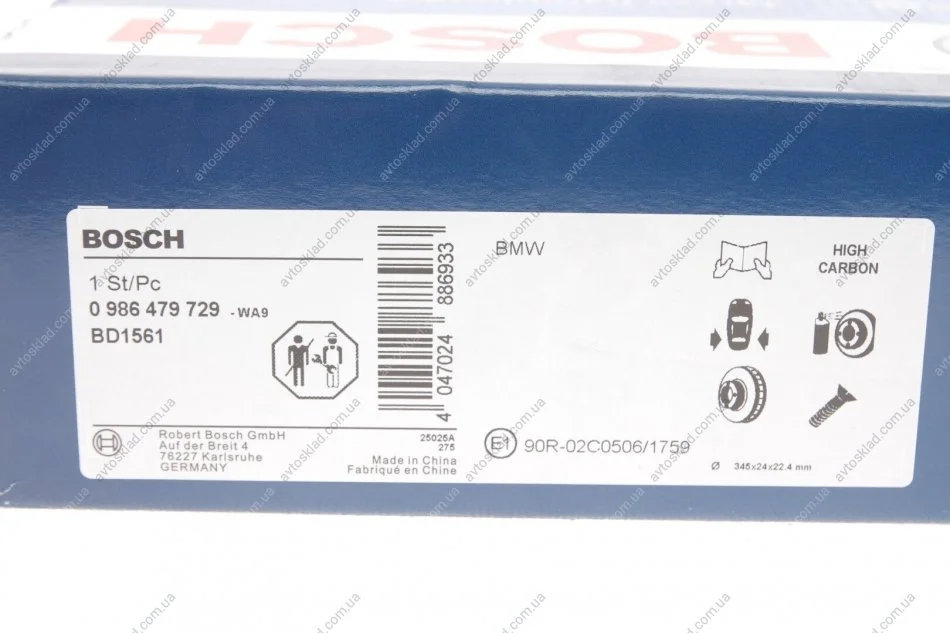 BOSCH
BOSCH
1 St/Pc
0 986 479 729 - WA9
BD1561
4 047024 886933
Robert Bosch GmbH
Auf der Breit 4
76227 Karlsruhe
GERMANY
25025A
275
Made in China
Fabriqué en Chine
BMW
HIGH
CARBON
E1 90R-02C0506/1759
Ø 345x24x22.4 mm
avtosklad.com.ua